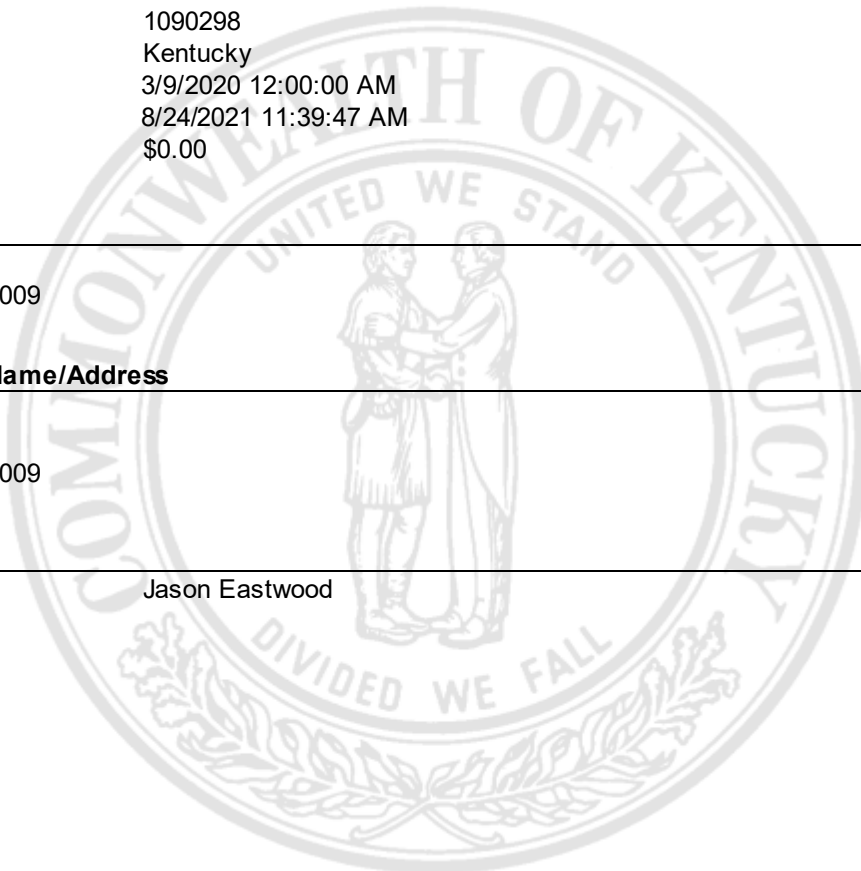 1090298
Kentucky
3/9/2020 12:00:00 AM
8/24/2021 11:39:47 AM
$0.00
COMMONWEALTH OF KENTUCKY
UNITED WE STAND
009
lame/Address
009
Jason Eastwood
DIVIDED WE FALL